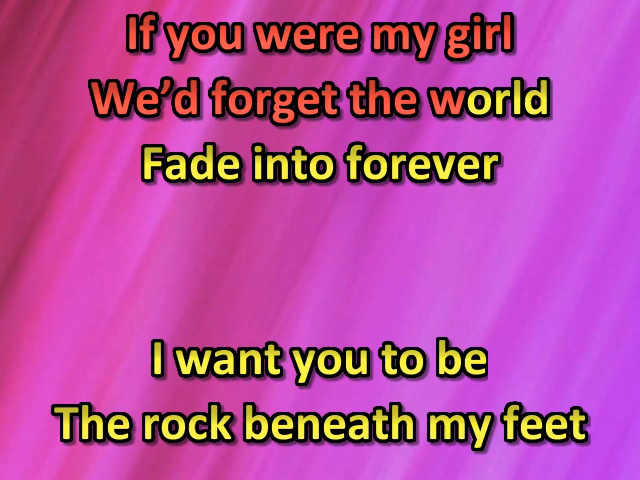 If you were my girl
We’d forget the world
Fade into forever
I want you to be
The rock beneath my feet